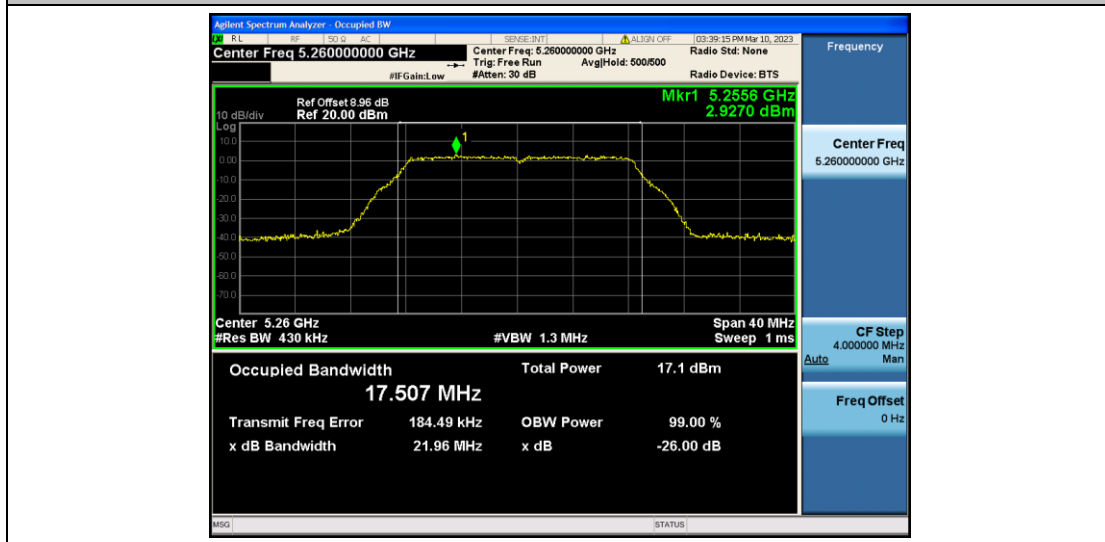 Agilent Spectrum Analyzer - Occupied BW
RL RF 50 Ω AC SENSE:INT ALIGN OFF 03:39:15 PM Mar 10, 2023
Center Freq 5.260000000 GHz
Center Freq: 5.260000000 GHz
Radio Std: None
Trig: Free Run Avg|Hold: 500/500
#IFGain:Low #Atten: 30 dB Radio Device: BTS
Frequency
Ref Offset 8.96 dB
Mkr1 5.2556 GHz
10 dB/div Ref 20.00 dBm
2.9270 dBm
Log
1
10.0
0.00
-10.0
-20.0
-30.0
-40.0
-50.0
-60.0
-70.0
Center 5.26 GHz
Span 40 MHz
#Res BW 430 kHz
#VBW 1.3 MHz
Sweep 1 ms
Occupied Bandwidth
Total Power 17.1 dBm
17.507 MHz
Transmit Freq Error 184.49 kHz
OBW Power 99.00 %
x dB Bandwidth 21.96 MHz
x dB -26.00 dB
Center Freq
5.260000000 GHz
CF Step
4.000000 MHz
Auto Man
Freq Offset
0 Hz
MSG
STATUS